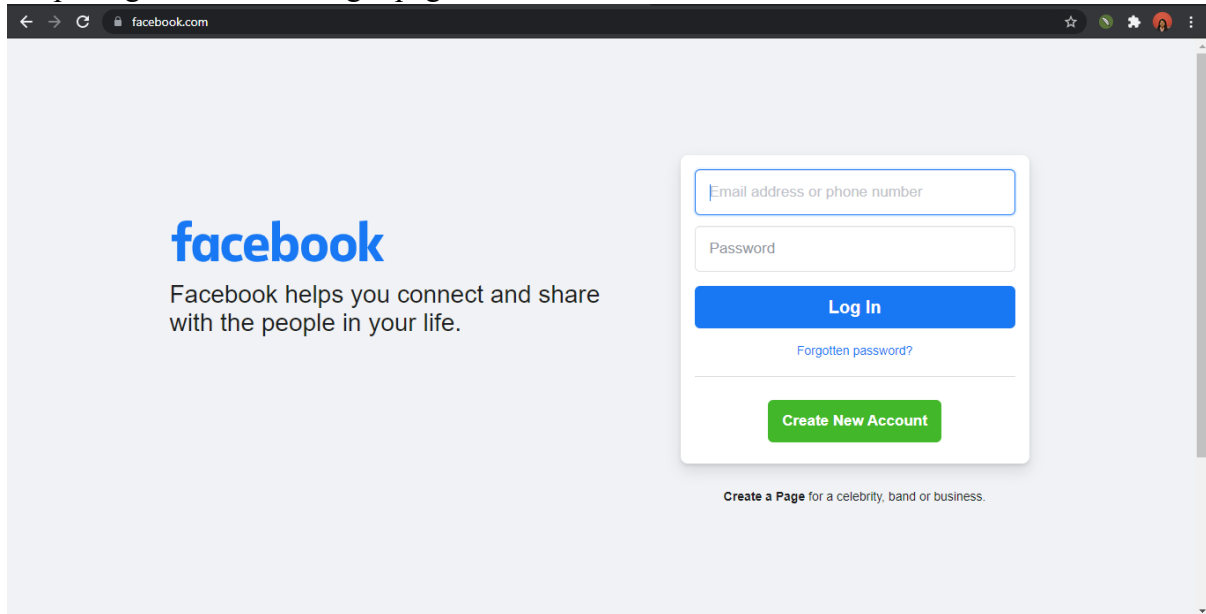 facebook.com
facebook
Facebook helps you connect and share
with the people in your life.
Email address or phone number
Password
Log In
Forgotten password?
Create New Account
Create a Page for a celebrity, band or business.